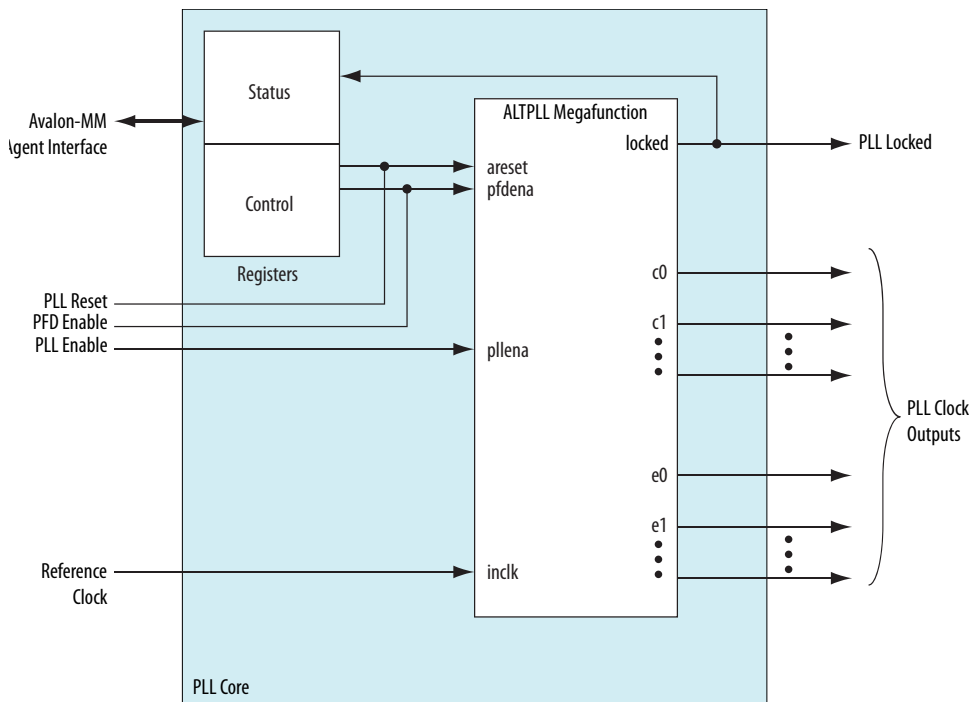 Status
Avalon-MM
Agent Interface
ALTPLL Megafunction
locked
PLL Locked
areset
pfdena
Control
Registers
c0
PLL Reset
PFD Enable
PLL Enable
c1
pllena
PLL Clock
Outputs
e0
e1
Reference
Clock
inclk
PLL Core